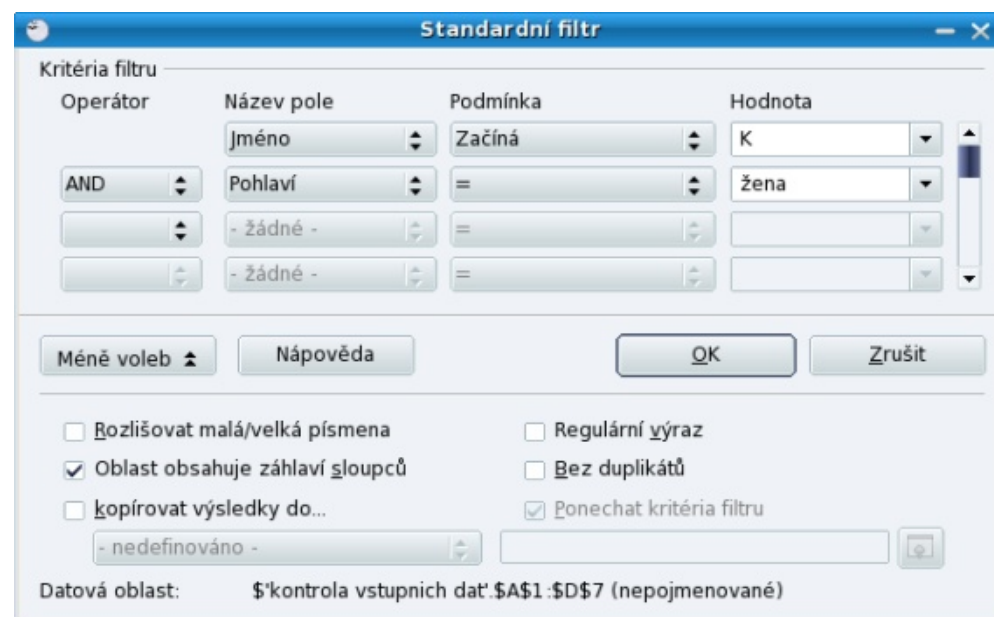 Standardní filtr
Kritéria filtru
Operátor Název pole Podmínka Hodnota
Jméno Začíná K
AND Pohlaví = žena
- žádné - =
- žádné - =
Méně voleb Nápověda OK Zrušit
Rozlišovat malá/velká písmena Regulární výraz
Oblast obsahuje záhlaví sloupců Bez duplikátů
kopírovat výsledky do... Ponechat kritéria filtru
- nedefinováno -
Datová oblast: $'kontrola vstupnich dat'.$A$1:$D$7 (nepojmenované)